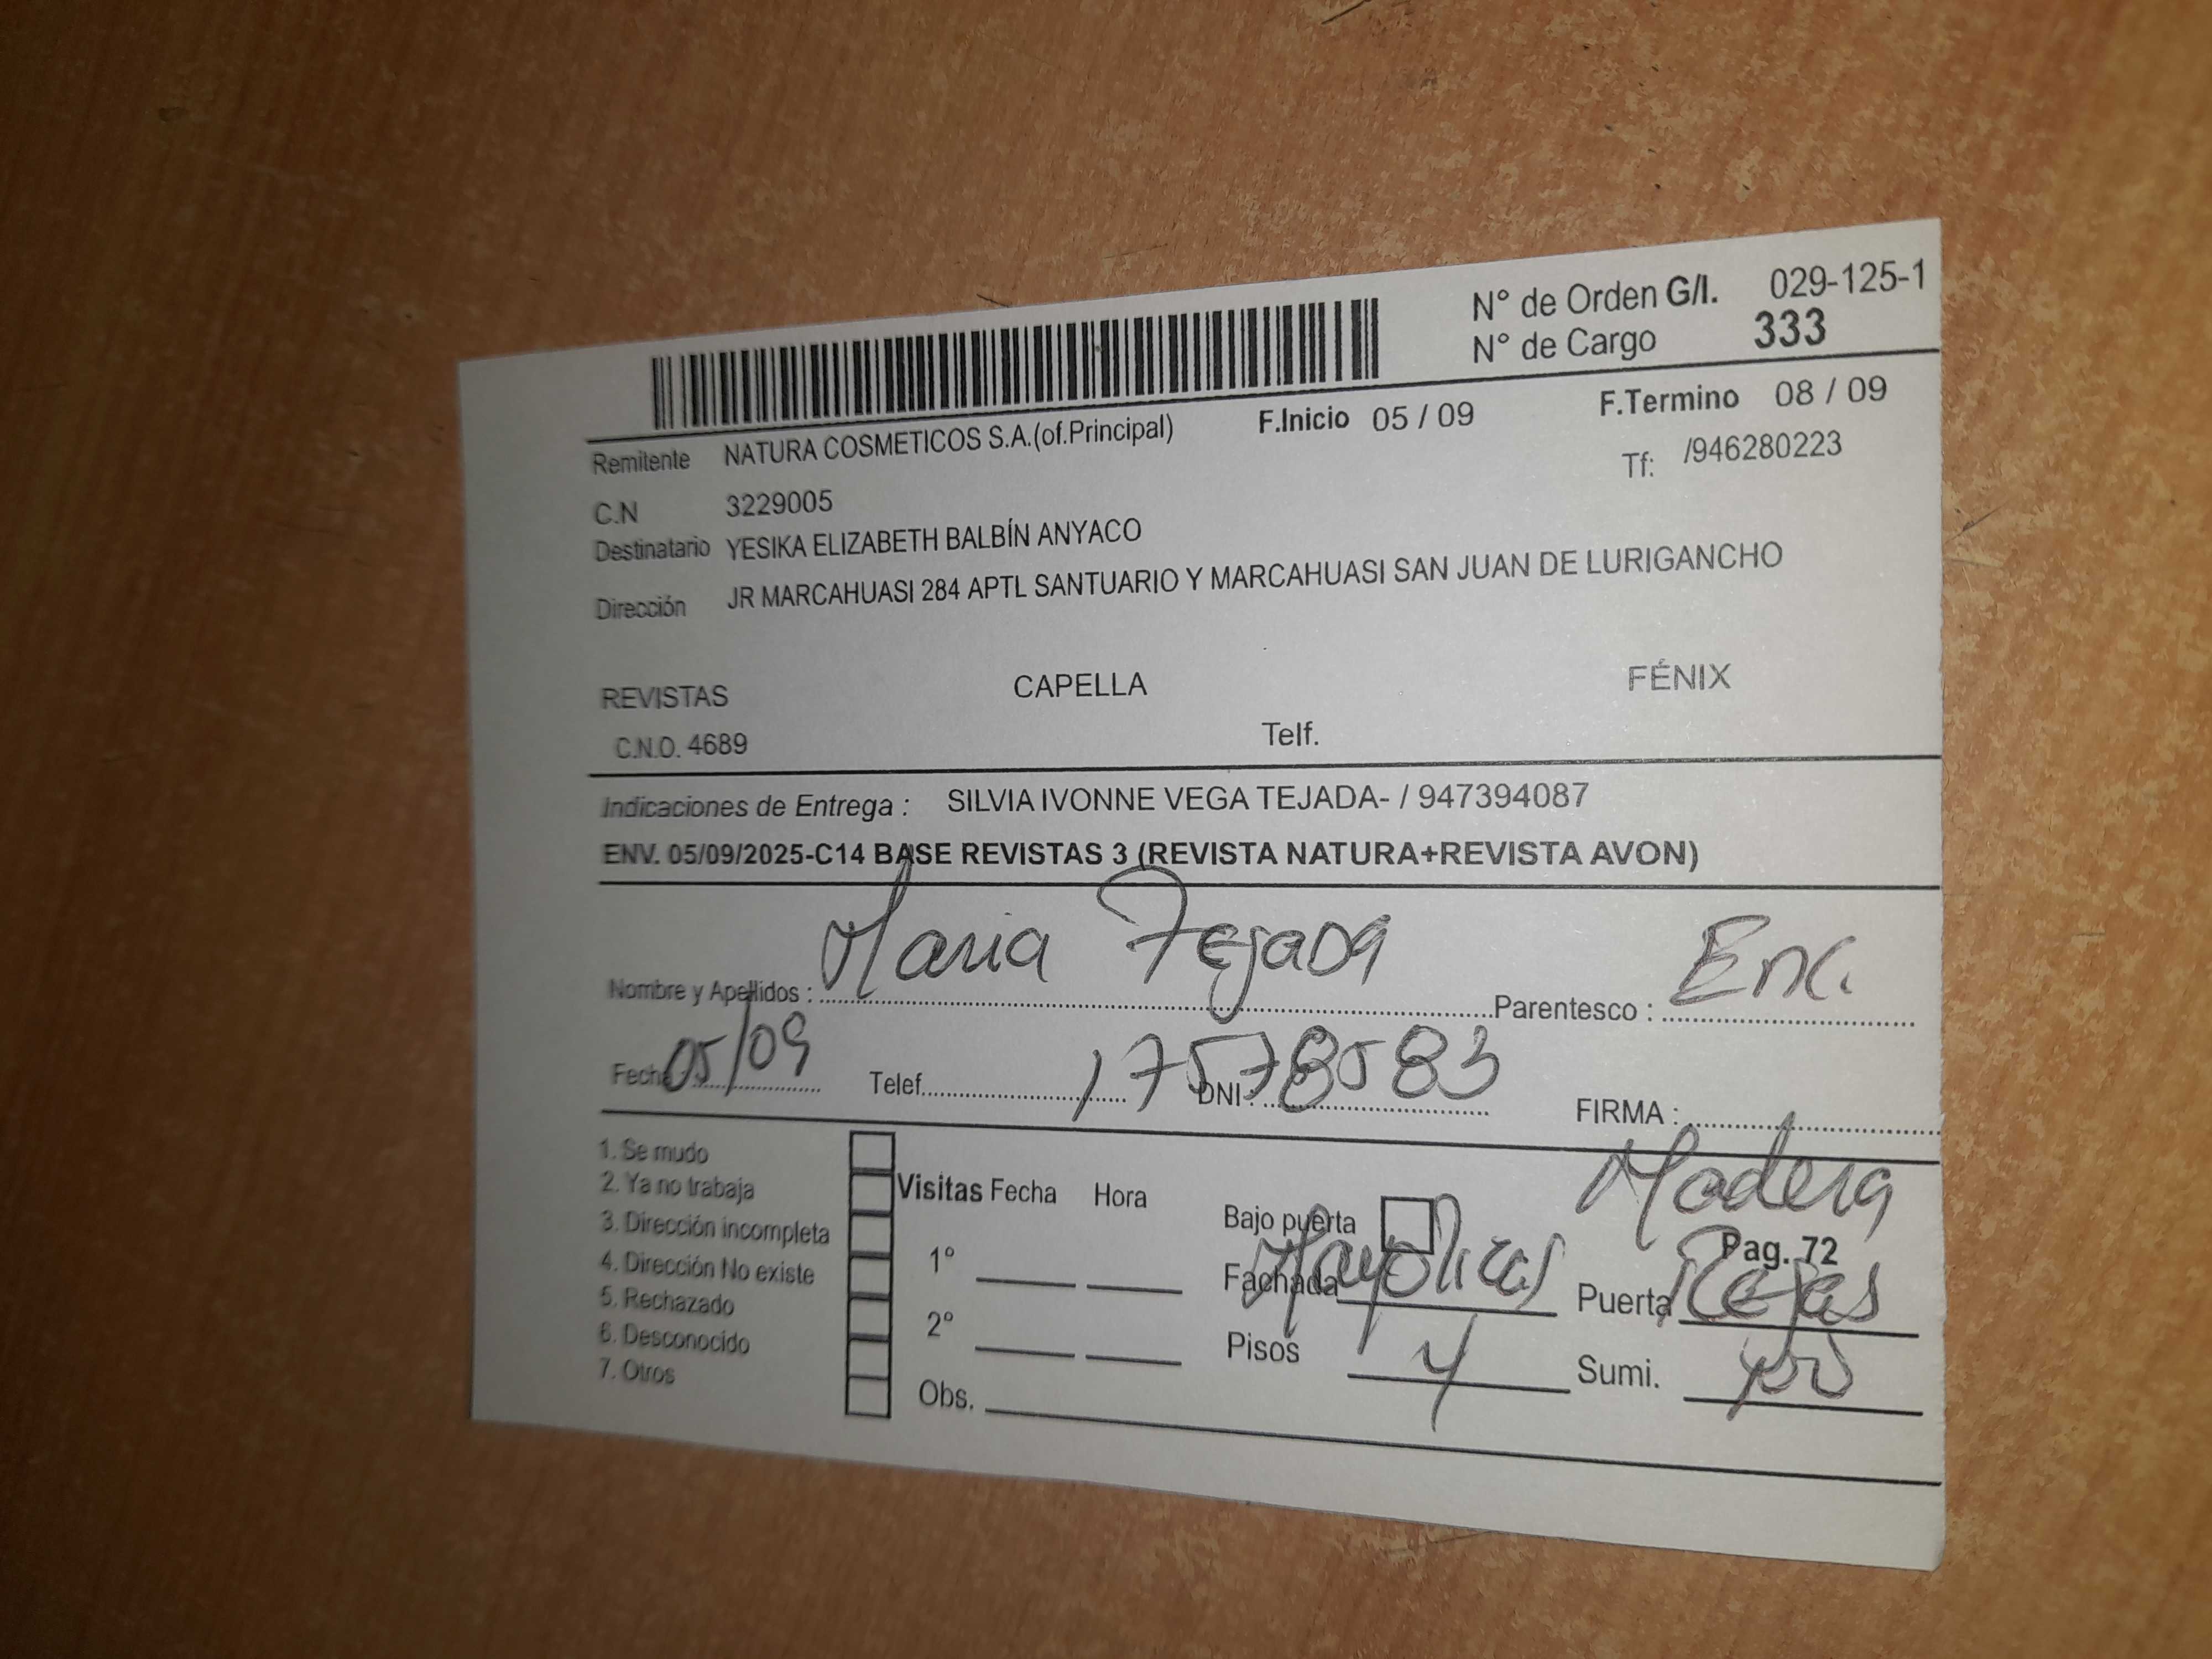 N° de Orden G/I. 029-125-1
N° de Cargo 333
F.Inicio 05 / 09 F.Termino 08 / 09
Remitente NATURA COSMETICOS S.A.(of.Principal) Tf: /946280223
C.N 3229005
Destinatario YESIKA ELIZABETH BALBÍN ANYACO
Dirección JR MARCAHUASI 284 APTL SANTUARIO Y MARCAHUASI SAN JUAN DE LURIGANCHO
REVISTAS CAPELLA FÉNIX
C.N.O. 4689 Telf.
Indicaciones de Entrega : SILVIA IVONNE VEGA TEJADA- / 947394087
ENV. 05/09/2025-C14 BASE REVISTAS 3 (REVISTA NATURA+REVISTA AVON)
Nombre y Apellidos : Maria Tejada Parentesco : Enc.
Fecha 05/09 Telef. DNI : FIRMA :
1. Se mudo
2. Ya no trabaja
3. Dirección incompleta
4. Dirección No existe
5. Rechazado
6. Desconocido
7. Otros
Visitas Fecha Hora
1°
2°
Obs.
Bajo puerta Madera
Pag. 72
Fachada Mayolicas Puerta Rejas
Pisos 4 Sumi.